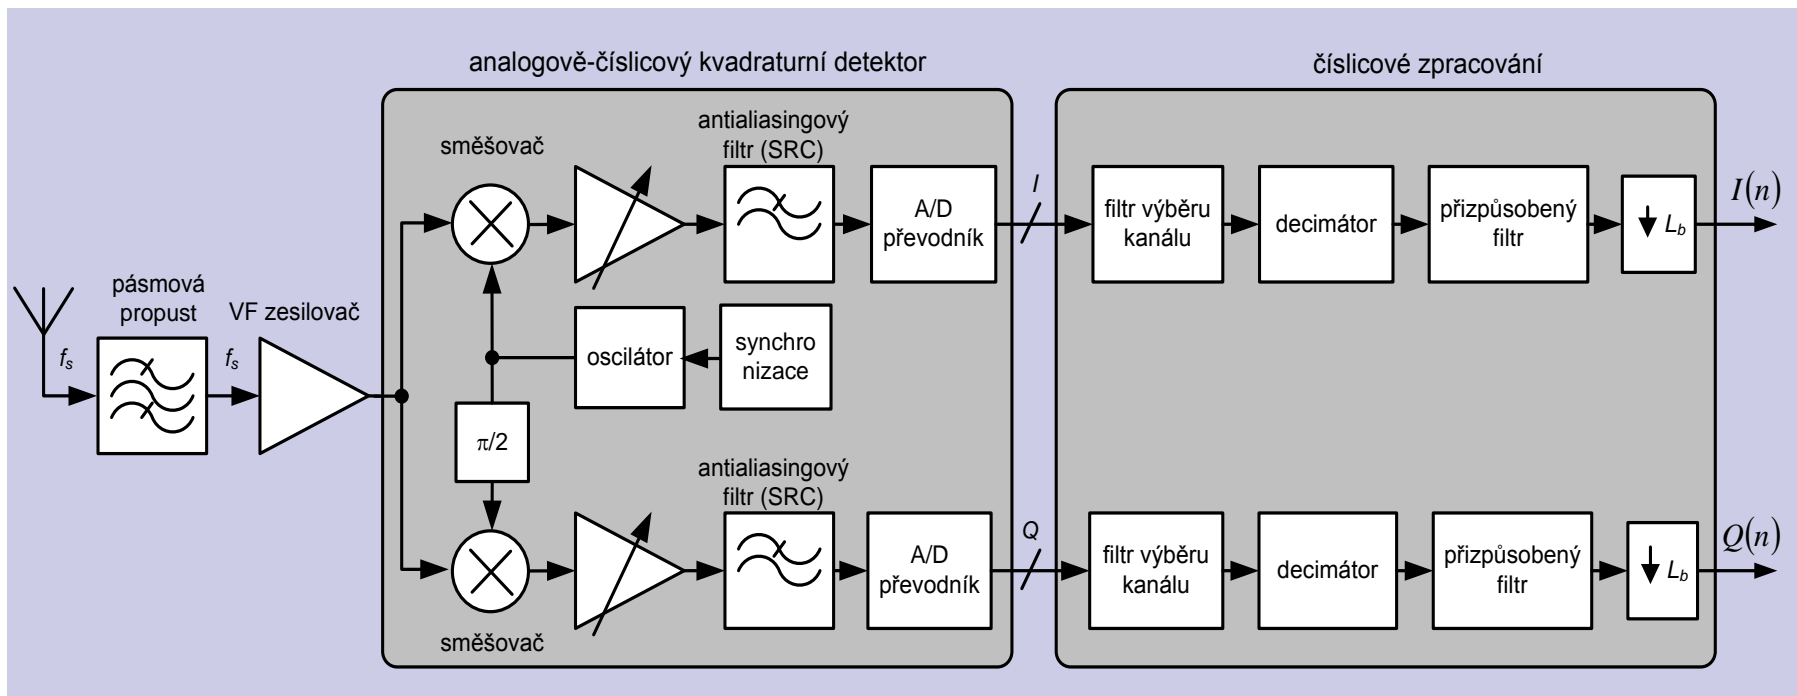 analogově-číslicový kvadraturní detektor
číslicové zpracování
směšovač
antialiasingový
filtr (SRC)
A/D
převodník
I
filtr výběru
kanálu
decimátor
přizpůsobený
filtr
L_b
I(n)
pásmová
propust
VF zesilovač
f_s
f_s
oscilátor
synchro
nizace
π/2
antialiasingový
filtr (SRC)
směšovač
A/D
převodník
Q
filtr výběru
kanálu
decimátor
přizpůsobený
filtr
L_b
Q(n)